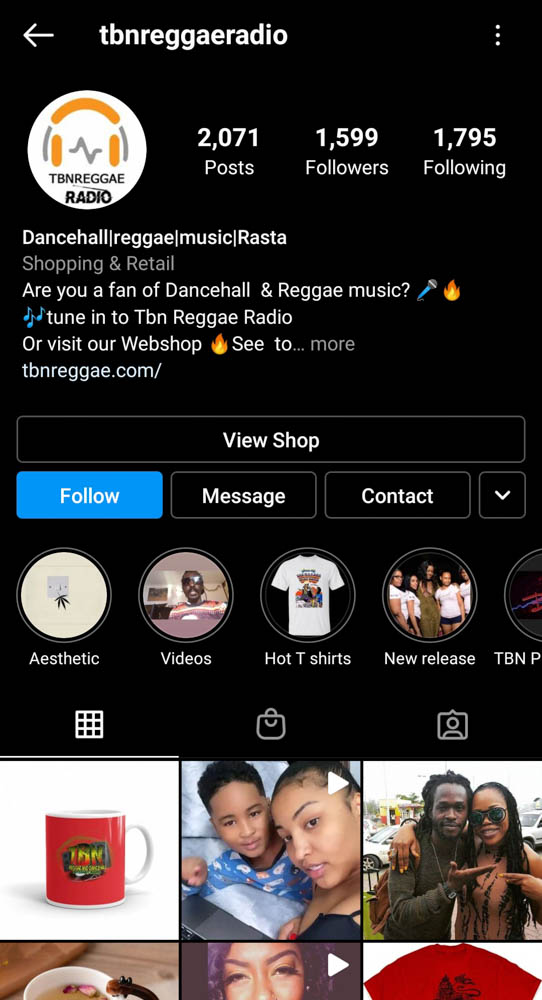 tbnreggaeradio
TBNREGGAE
RADIO
2,071
1,599
1,795
Posts
Followers
Following
Dancehall|reggae|music|Rasta
Shopping & Retail
Are you a fan of Dancehall & Reggae music? 🎤🔥
🎶tune in to Tbn Reggae Radio
Or visit our Webshop 🔥See to... more
tbnreggae.com/
View Shop
Follow
Message
Contact
Aesthetic
Videos
Hot T shirts
New release
TBN P
TBN